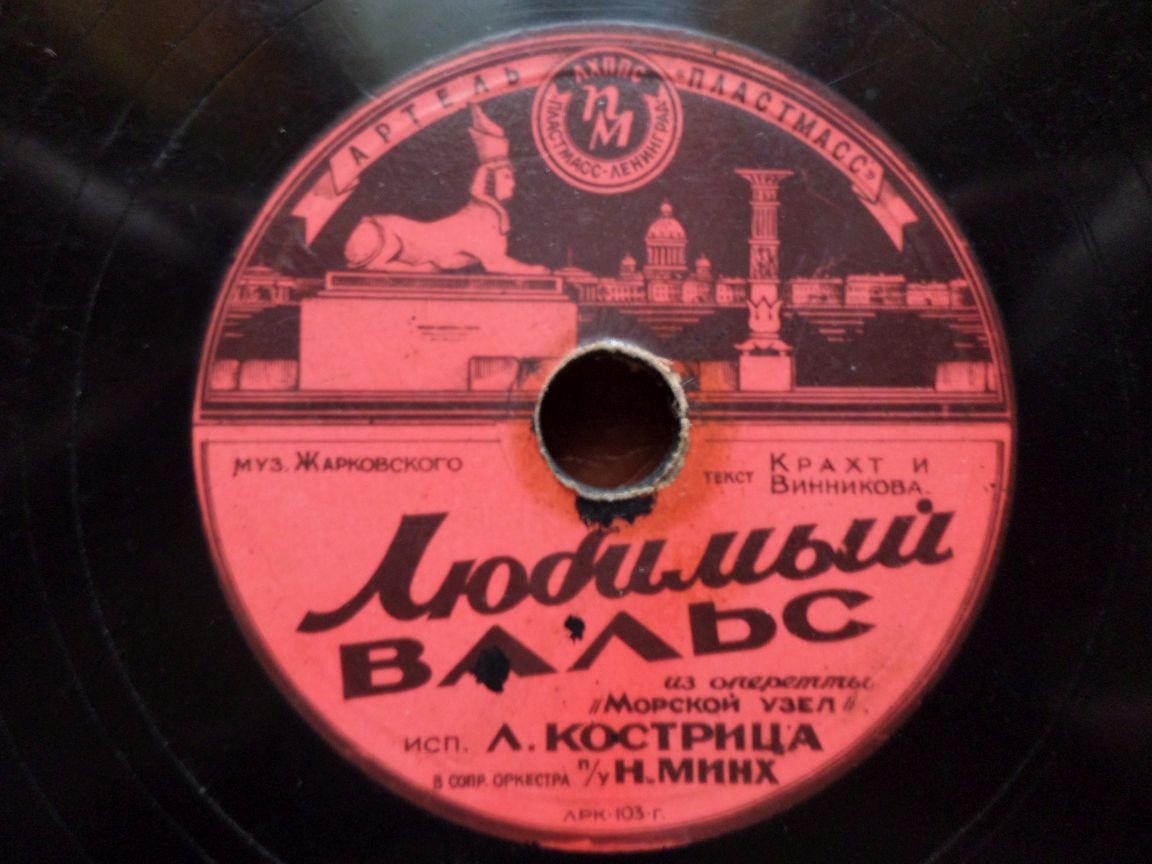 АРТЕЛЬ «ПЛАСТМАСС»
ЛХППС
ПМ
ПЛАСТМАСС-ЛЕНИНГРАД
МУЗ. ЖАРКОВСКОГО
ТЕКСТ КРАХТ И
ВИННИКОВА.
Любимый
ВАЛЬС
из оперетты
"МОРСКОЙ УЗЕЛ"
ИСП. Л. КОСТРИЦА
В СОПР. ОРКЕСТРА П/У Н. МИНХ
ЛРК-103-Г.